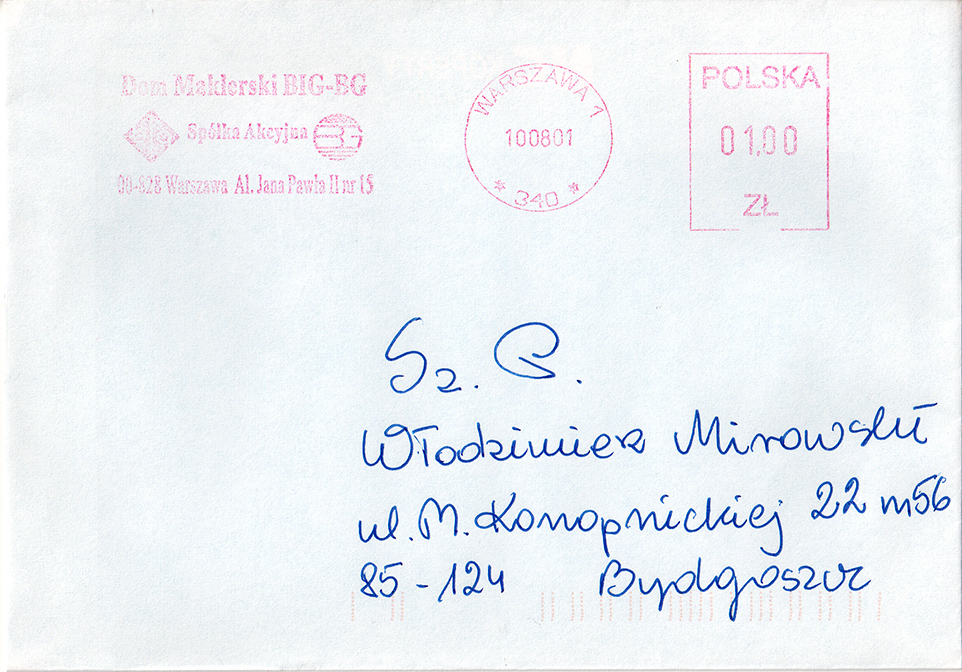 Dom Maklerski BIG-BG
Spółka Akcyjna BG
00-828 Warszawa Al. Jana Pawła II nr 15
WARSZAWA 1
100801
* 340 *
POLSKA
01,00
ZŁ
Sz. P.
Włodzimierz Mirowski
ul. M. Konopnickiej 22 m56
85-124 Bydgoszcz